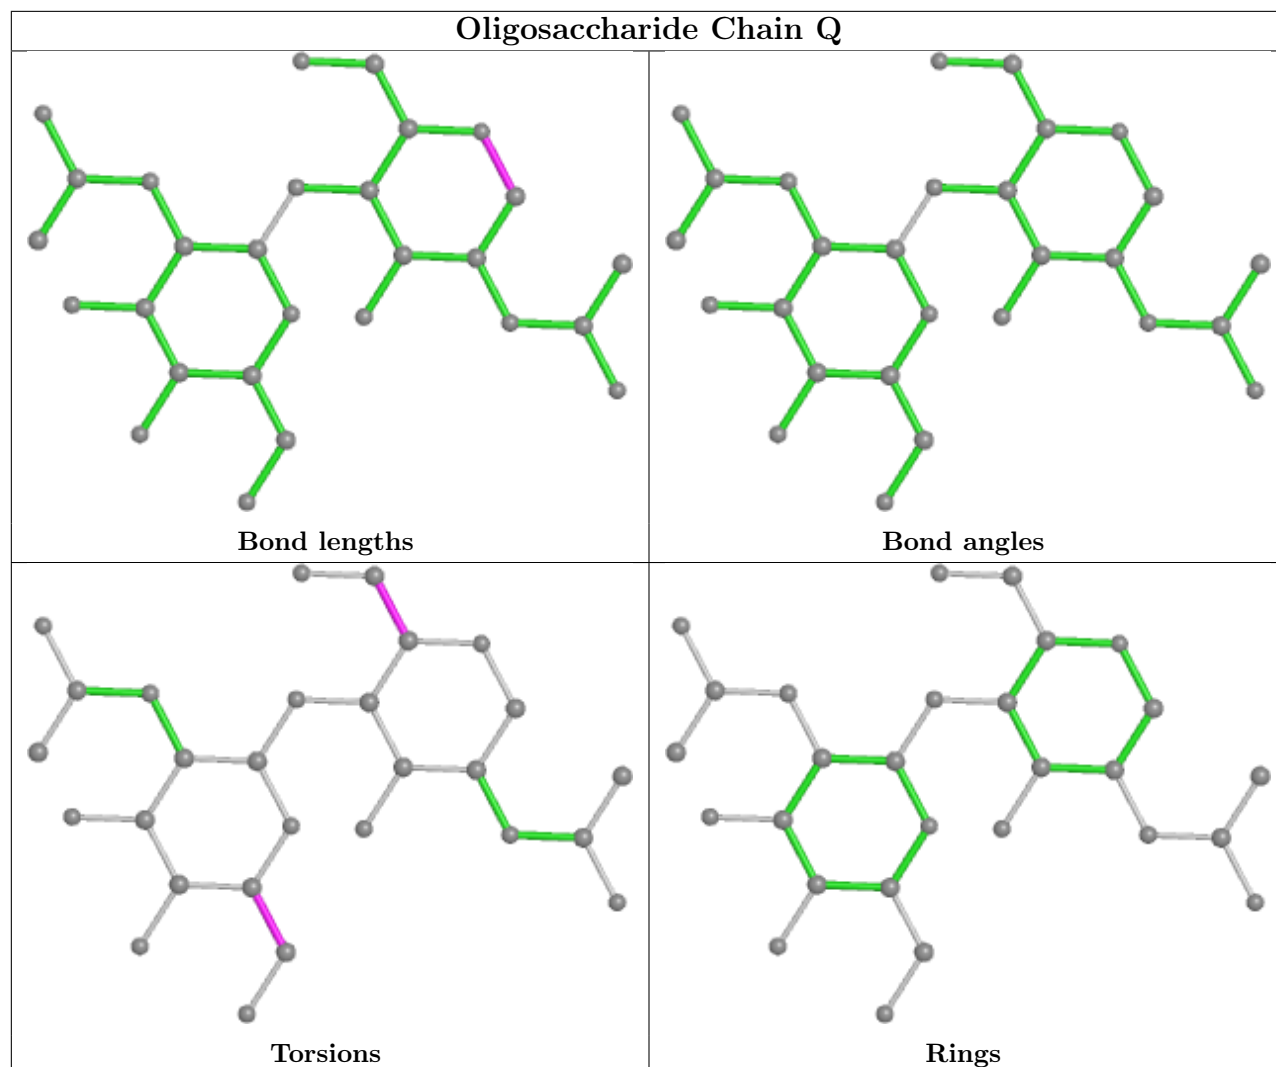 Oligosaccharide Chain Q
Bond lengths
Bond angles
Torsions
Rings